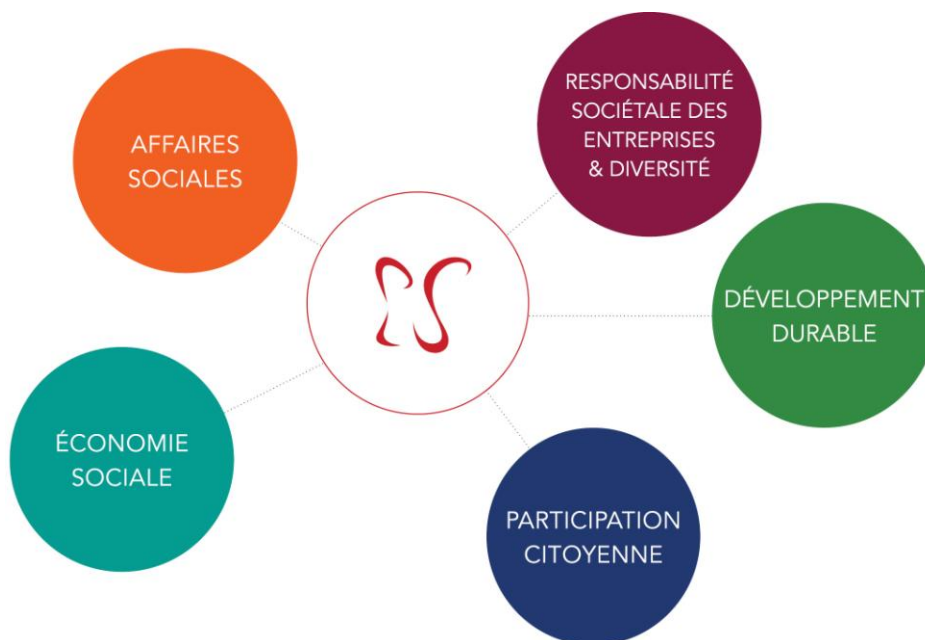 AFFAIRES
SOCIALES
RESPONSABILITÉ
SOCIÉTALE DES
ENTREPRISES
& DIVERSITÉ
DÉVELOPPEMENT
DURABLE
ÉCONOMIE
SOCIALE
PARTICIPATION
CITOYENNE